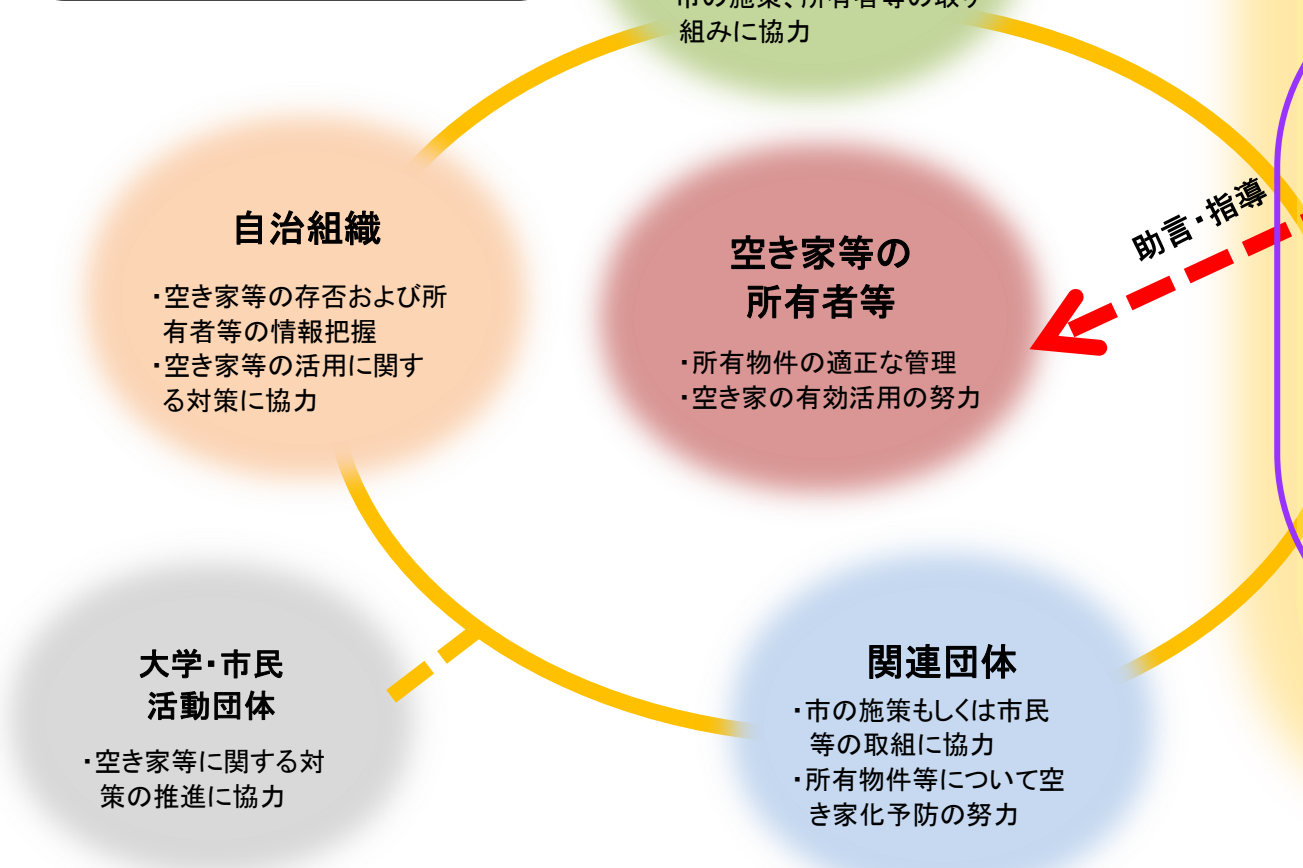 組みに協力
助言・指導
自治組織
・空き家等の存否および所
有者等の情報把握
・空き家等の活用に関す
る対策に協力
空き家等の
所有者等
・所有物件の適正な管理
・空き家の有効活用の努力
大学・市民
活動団体
・空き家等に関する対
策の推進に協力
関連団体
・市の施策もしくは市民
等の取組に協力
・所有物件等について空
き家化予防の努力